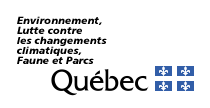 Environnement,
Lutte contre
les changements
climatiques,
Faune et Parcs
Québec